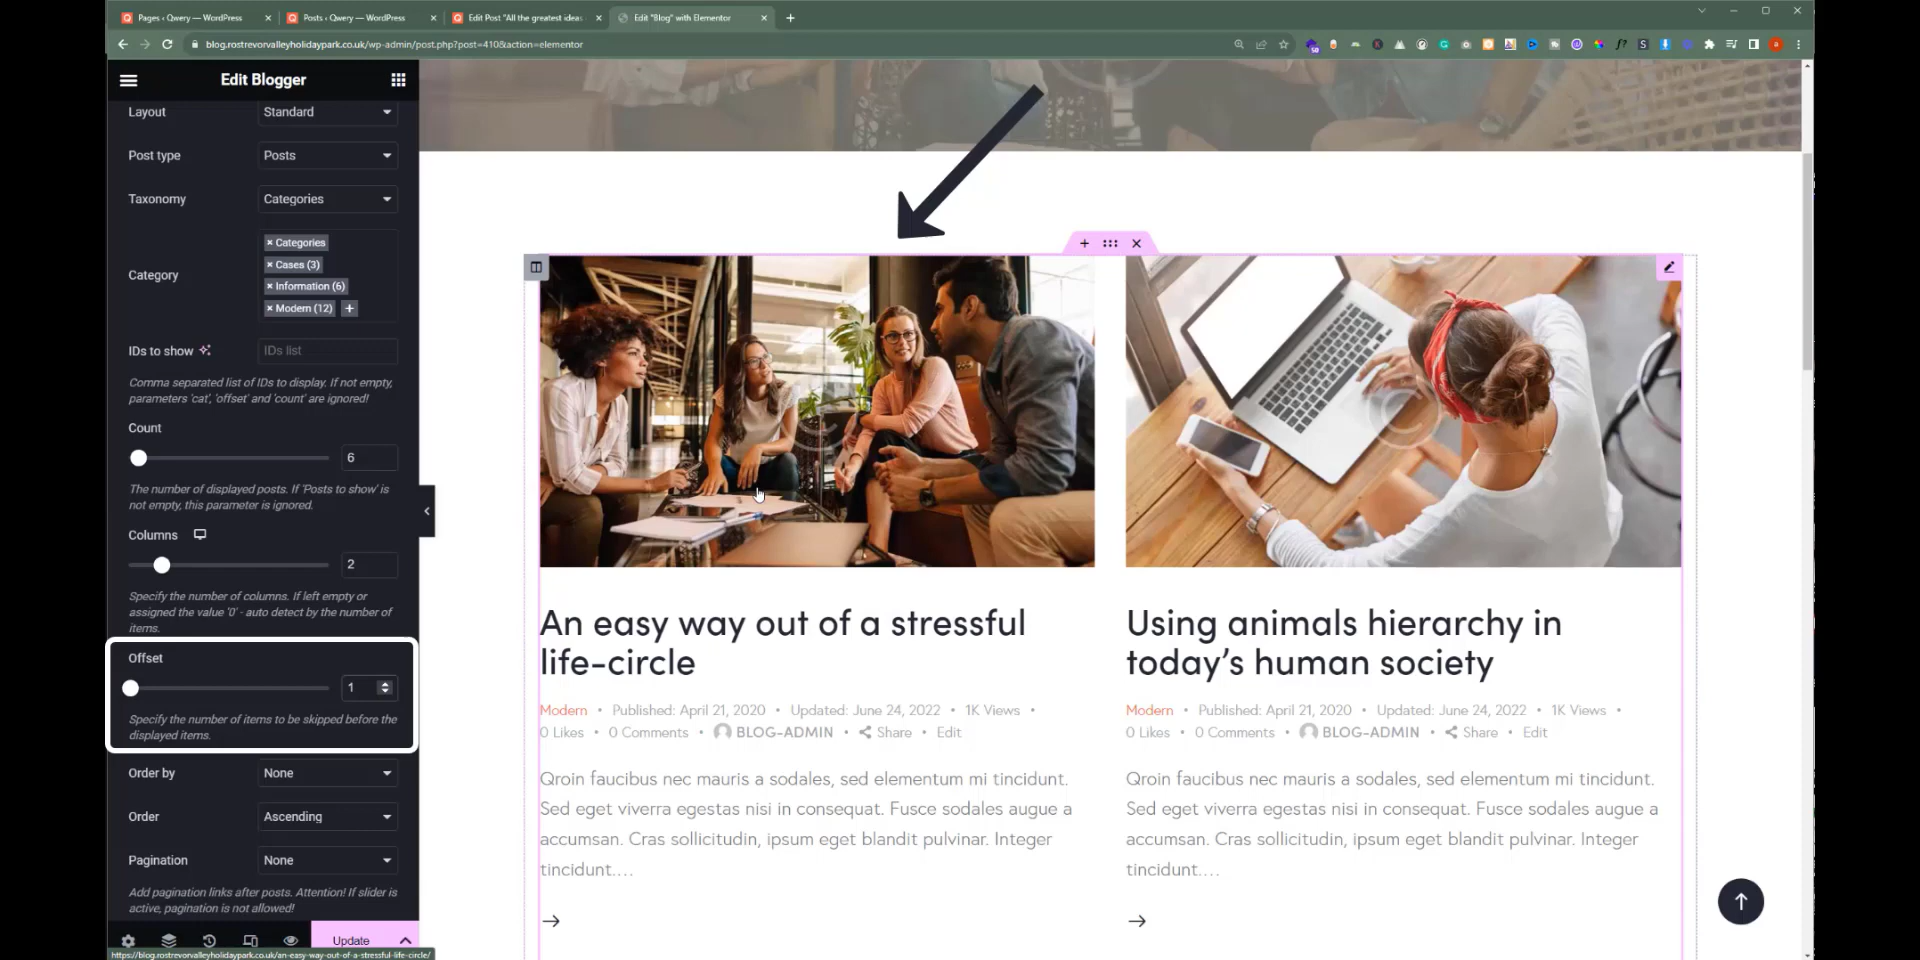 Pages ‹ Qwery — WordPress
Posts ‹ Qwery — WordPress
Edit Post "All the greatest ideas
Edit "Blog" with Elementor
blog.rostrevorvalleyholidaypark.co.uk/wp-admin/post.php?post=410&action=elementor
Edit Blogger
Layout
Standard
Post type
Posts
Taxonomy
Categories
Category
× Categories
× Cases (3)
× Information (6)
× Modern (12)
+
IDs to show
IDs list
Comma separated list of IDs to display. If not empty,
parameters 'cat', 'offset' and 'count' are ignored!
Count
6
The number of displayed posts. If 'Posts to show' is
not empty, this parameter is ignored.
Columns
2
Specify the number of columns. If left empty or
assigned the value '0' - auto detect by the number of
items.
Offset
1
Specify the number of items to be skipped before the
displayed items.
Order by
None
Order
Ascending
Pagination
None
Add pagination links after posts. Attention! If slider is
active, pagination is not allowed!
Update
https://blog.rostrevorvalleyholidaypark.co.uk/an-easy-way-out-of-a-stressful-life-circle/
An easy way out of a stressful
life-circle
Modern • Published: April 21, 2020 • Updated: June 24, 2022 • 1K Views •
0 Likes • 0 Comments • BLOG-ADMIN • Share • Edit
Qroin faucibus nec mauris a sodales, sed elementum mi tincidunt.
Sed eget viverra egestas nisi in consequat. Fusce sodales augue a
accumsan. Cras sollicitudin, ipsum eget blandit pulvinar. Integer
tincidunt....
Using animals hierarchy in
today's human society
Modern • Published: April 21, 2020 • Updated: June 24, 2022 • 1K Views •
0 Likes • 0 Comments • BLOG-ADMIN • Share • Edit
Qroin faucibus nec mauris a sodales, sed elementum mi tincidunt.
Sed eget viverra egestas nisi in consequat. Fusce sodales augue a
accumsan. Cras sollicitudin, ipsum eget blandit pulvinar. Integer
tincidunt....